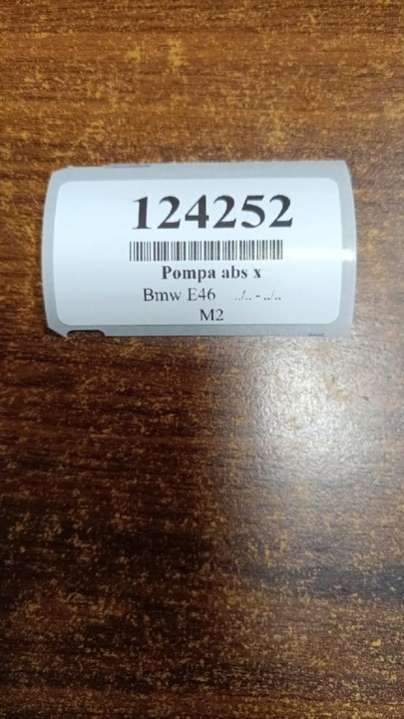 124252
Pompa abs x
Bmw E46 ../.. - ../..
M2